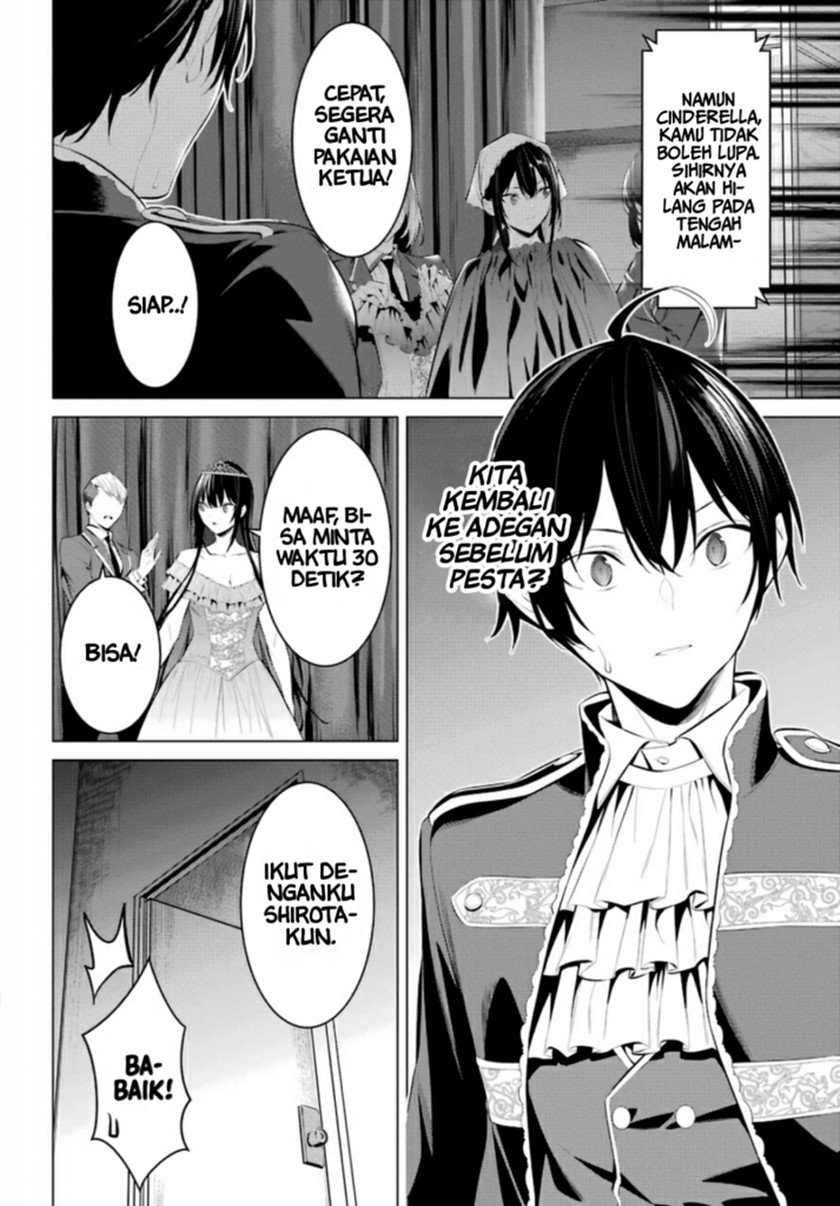 NAMUN
CINDERELLA,
KAMU TIDAK
BOLEH LUPA.
SIHIRNYA
AKAN HI-
LANG PADA
TENGAH
MALAM-
CEPAT,
SEGERA
GANTI
PAKAIAN
KETUA!
SIAP..!
KITA
KEMBALI
KE ADEGAN
SEBELUM
PESTA?
MAAF, BI-
SA MINTA
WAKTU 30
DETIK?
BISA!
IKUT DE-
NGANKU
SHIROTA-
KUN.
BA-
BAIK!